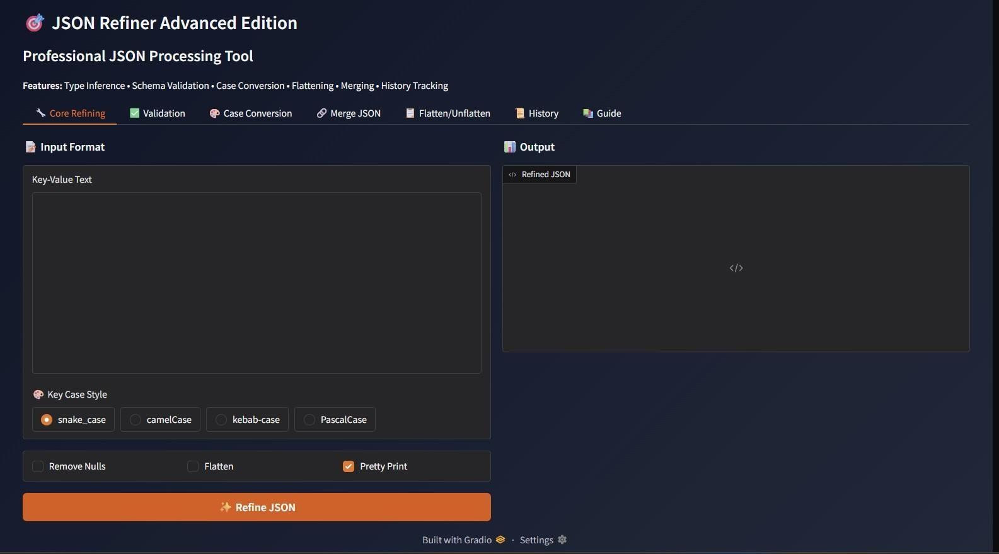 🎯 JSON Refiner Advanced Edition
Professional JSON Processing Tool
Features: Type Inference • Schema Validation • Case Conversion • Flattening • Merging • History Tracking
🔧 Core Refining ✅ Validation 🎨 Case Conversion 🔗 Merge JSON 📋 Flatten/Unflatten 📜 History 📚 Guide
📝 Input Format
Key-Value Text
🎨 Key Case Style
snake_case camelCase kebab-case PascalCase
Remove Nulls Flatten Pretty Print
✨ Refine JSON
📊 Output
</> Refined JSON
</>
Built with Gradio · Settings